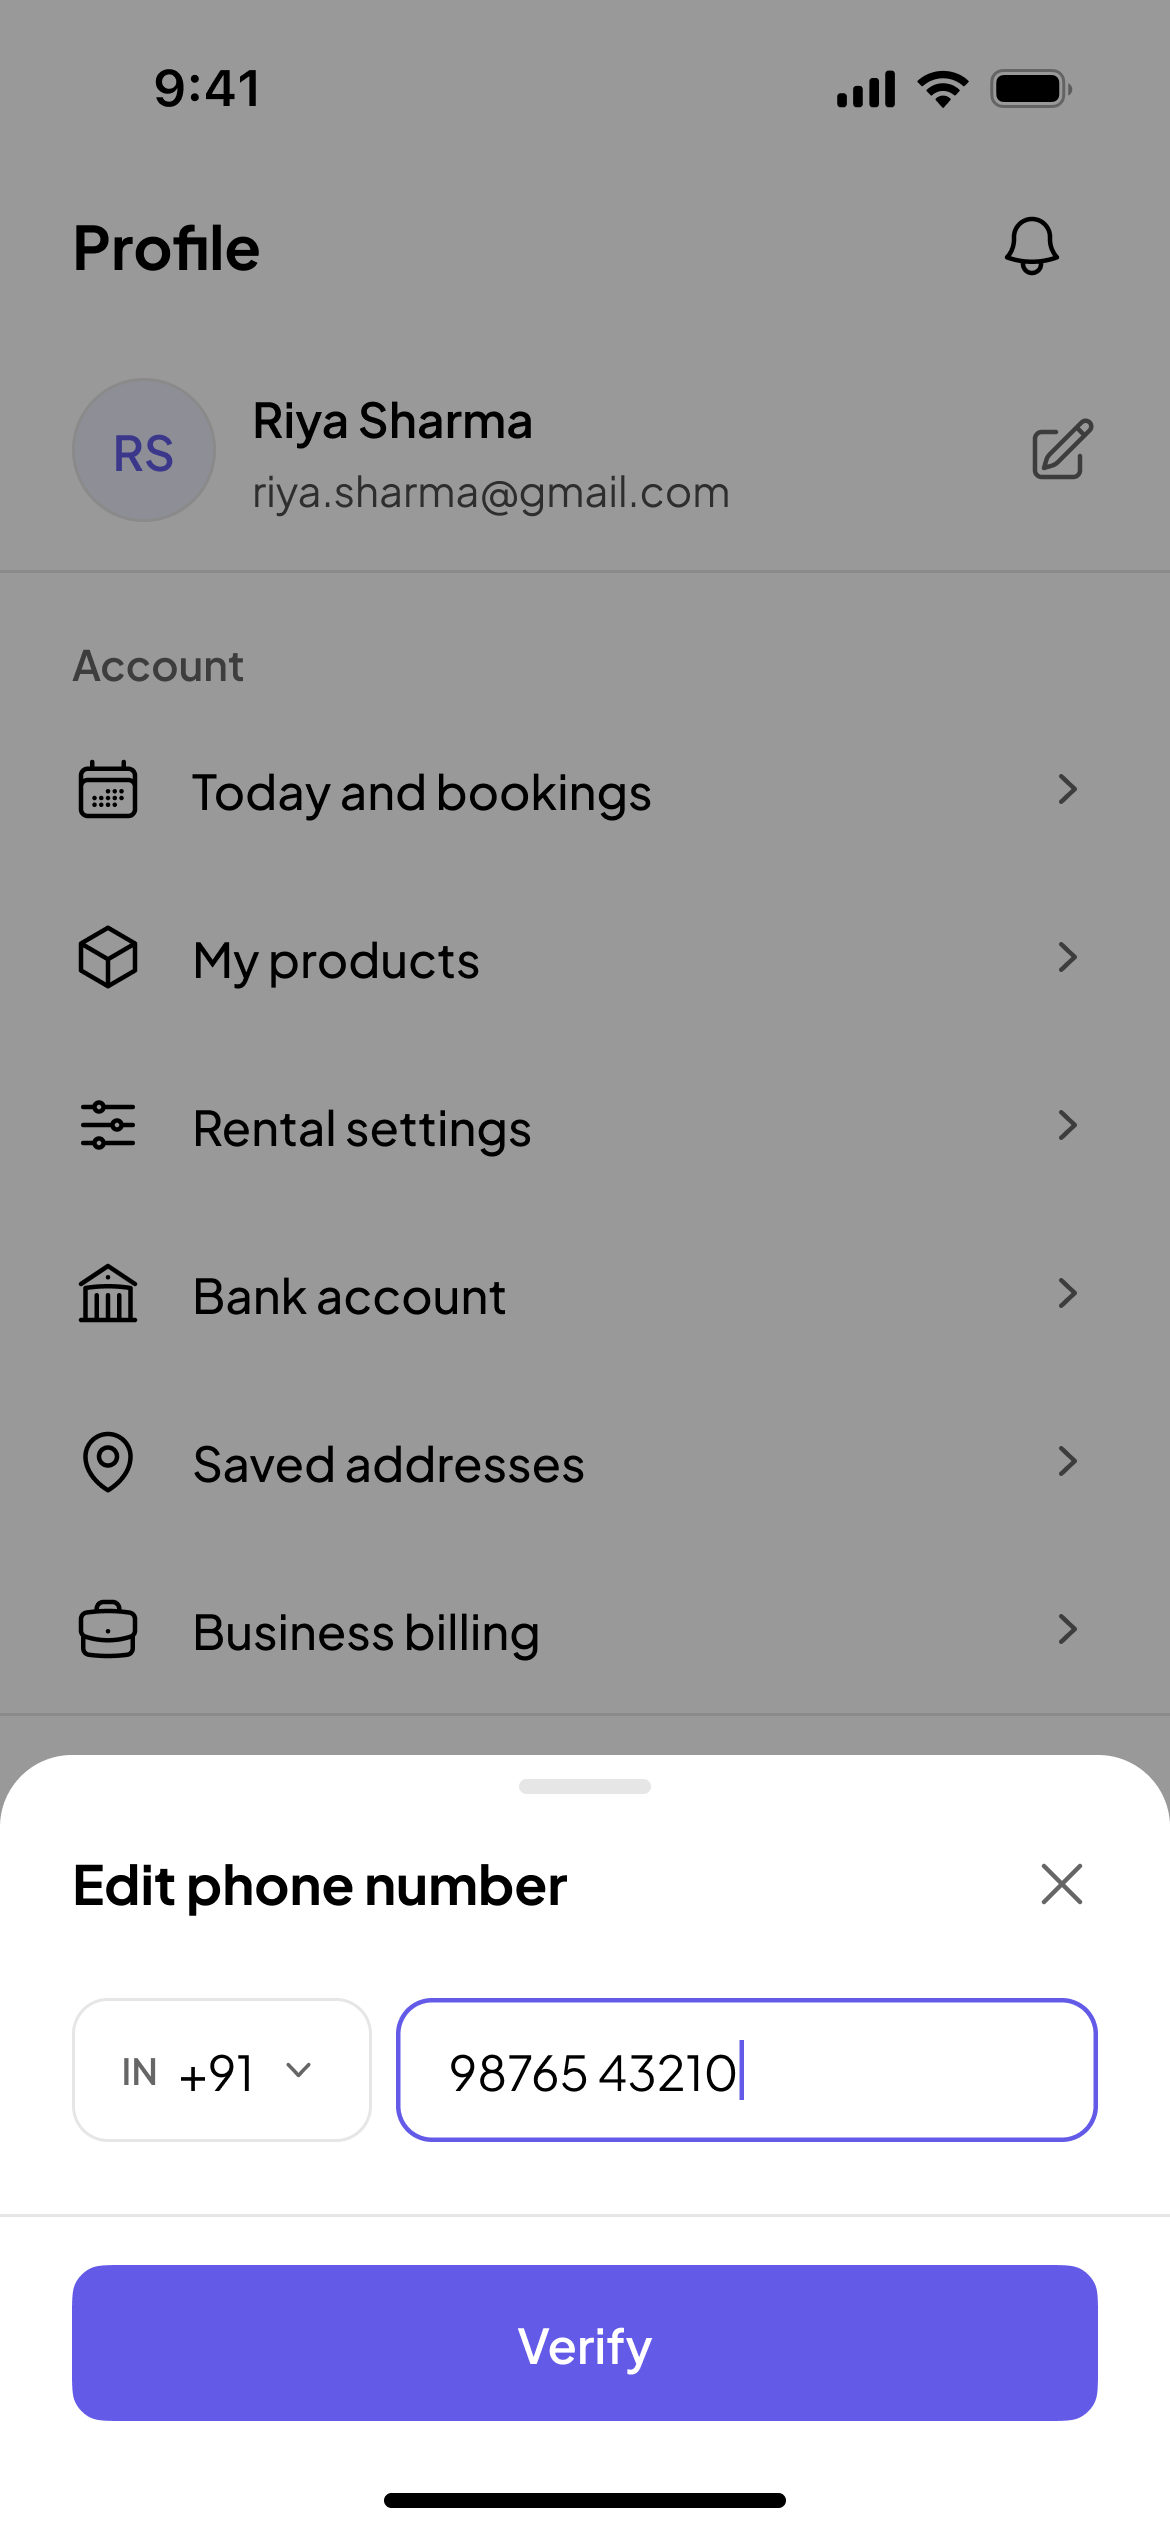 9:41
Profile
RS
Riya Sharma
riya.sharma@gmail.com
Account
Today and bookings
My products
Rental settings
Bank account
Saved addresses
Business billing
Edit phone number
IN +91
98765 43210
Verify